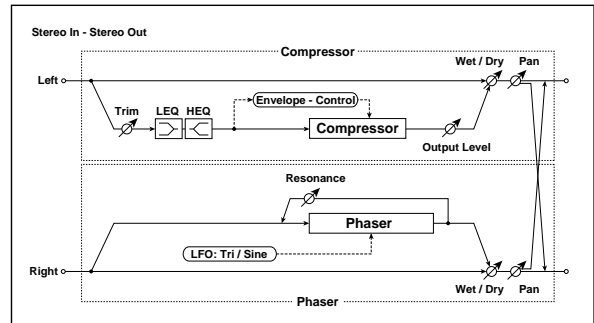 Stereo In - Stereo Out
Compressor
Wet / Dry Pan
Left
Envelope - Control
Trim LEQ HEQ
Compressor
Output Level
Resonance
Phaser
LFO: Tri / Sine
Right
Wet / Dry Pan
Phaser